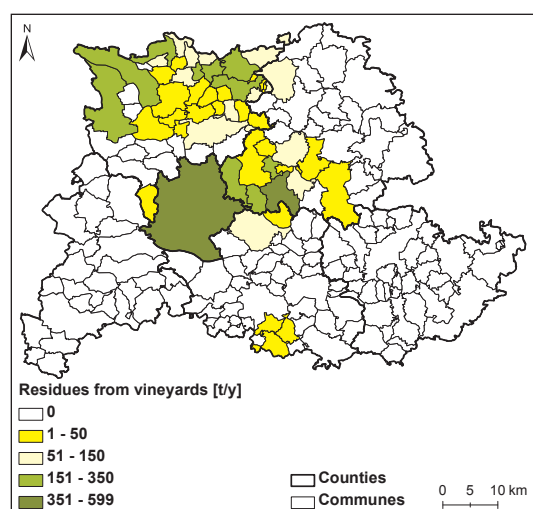 N
Residues from vineyards [t/y]
0
1 - 50
51 - 150
151 - 350
351 - 599
Counties
Communes
0 5 10 km